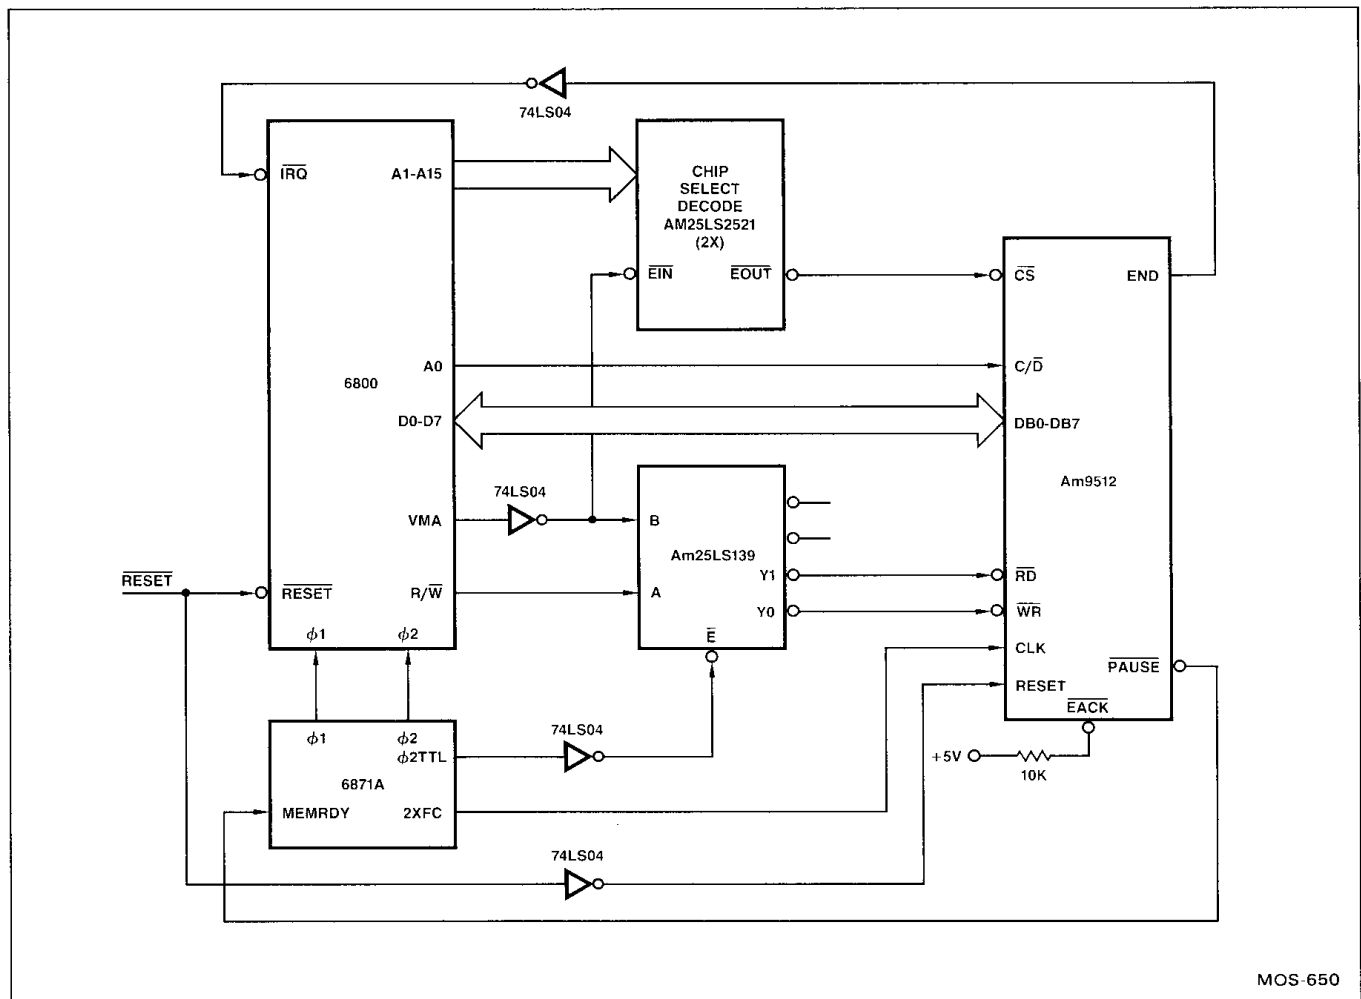 74LS04
IRQ
A1-A15
CHIP
SELECT
DECODE
AM25LS2521
(2X)
EIN
EOUT
CS
END
A0
C/D
6800
D0-D7
DB0-DB7
Am9512
74LS04
VMA
B
Am25LS139
RESET
RESET
R/W
A
Y1
RD
Y0
WR
ϕ1
ϕ2
E
CLK
PAUSE
RESET
EACK
ϕ1
ϕ2
ϕ2TTL
74LS04
+5V
10K
6871A
MEMRDY
2XFC
74LS04
MOS-650